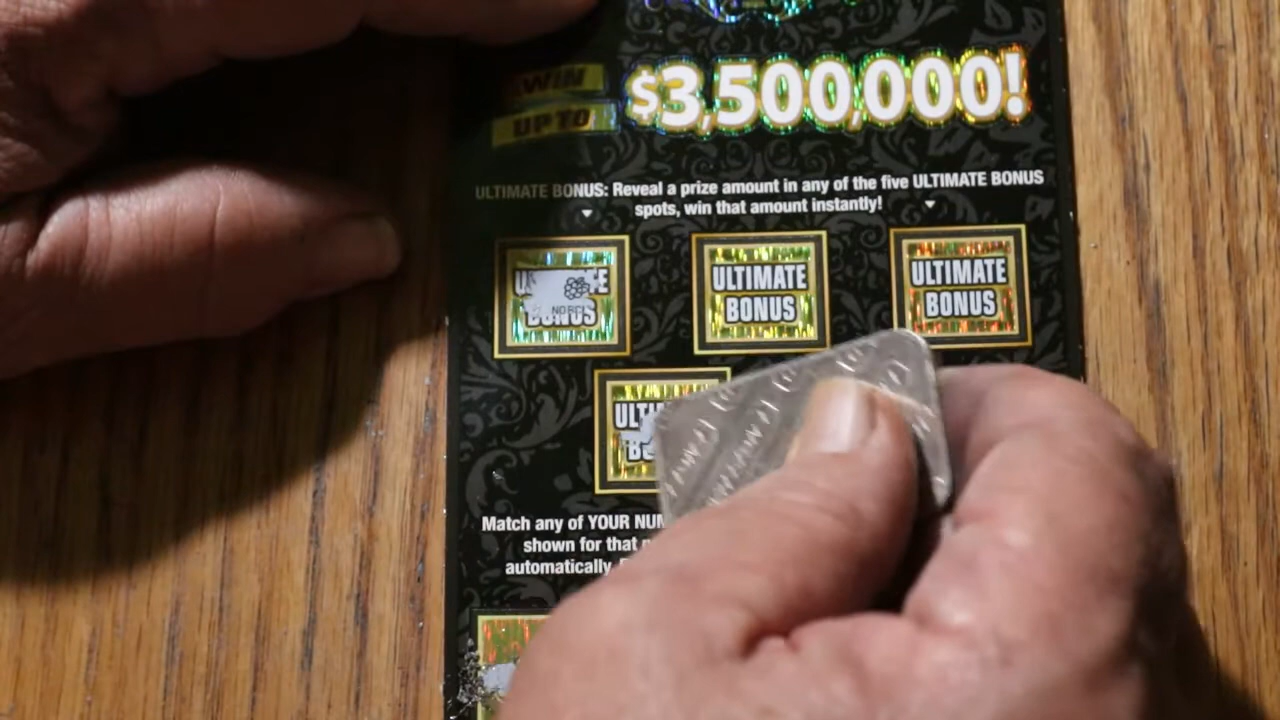 WIN
UP TO
$3,500,000!
ULTIMATE BONUS: Reveal a prize amount in any of the five ULTIMATE BONUS
spots, win that amount instantly!
BONUS
ULTIMATE
BONUS
ULTIMATE
BONUS
Match any of YOUR
shown for that
automatically.